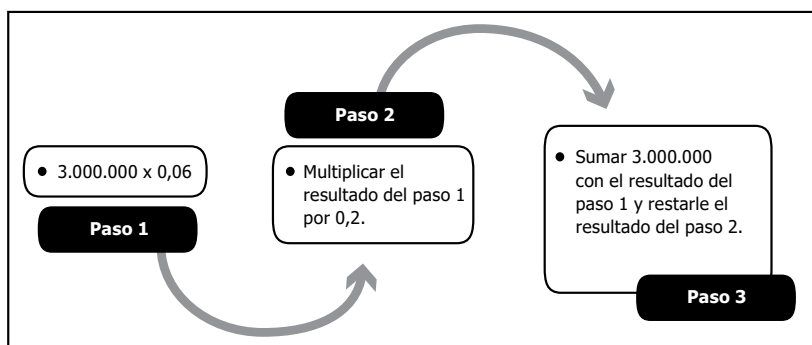 Paso 1
• 3.000.000 x 0,06
Paso 2
• Multiplicar el
resultado del paso 1
por 0,2.
Paso 3
• Sumar 3.000.000
con el resultado del
paso 1 y restarle el
resultado del paso 2.